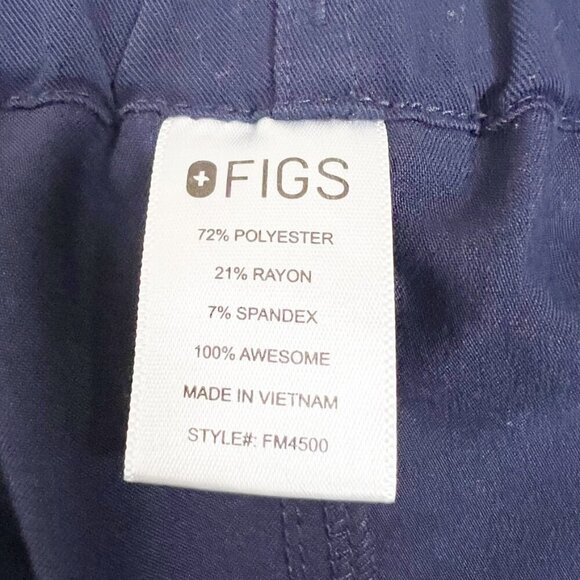 FIGS
72% POLYESTER
21% RAYON
7% SPANDEX
100% AWESOME
MADE IN VIETNAM
STYLE#: FM4500